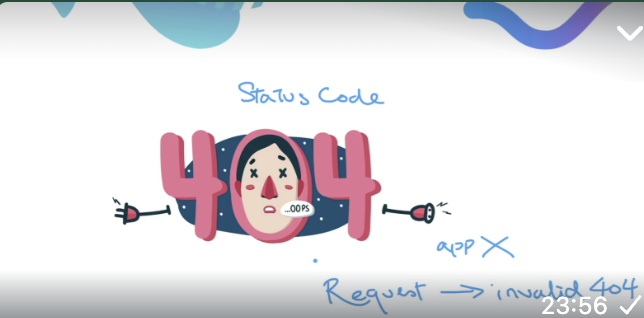 Status Code
404
...OOPS
app X
Request → invalid 404
23:56